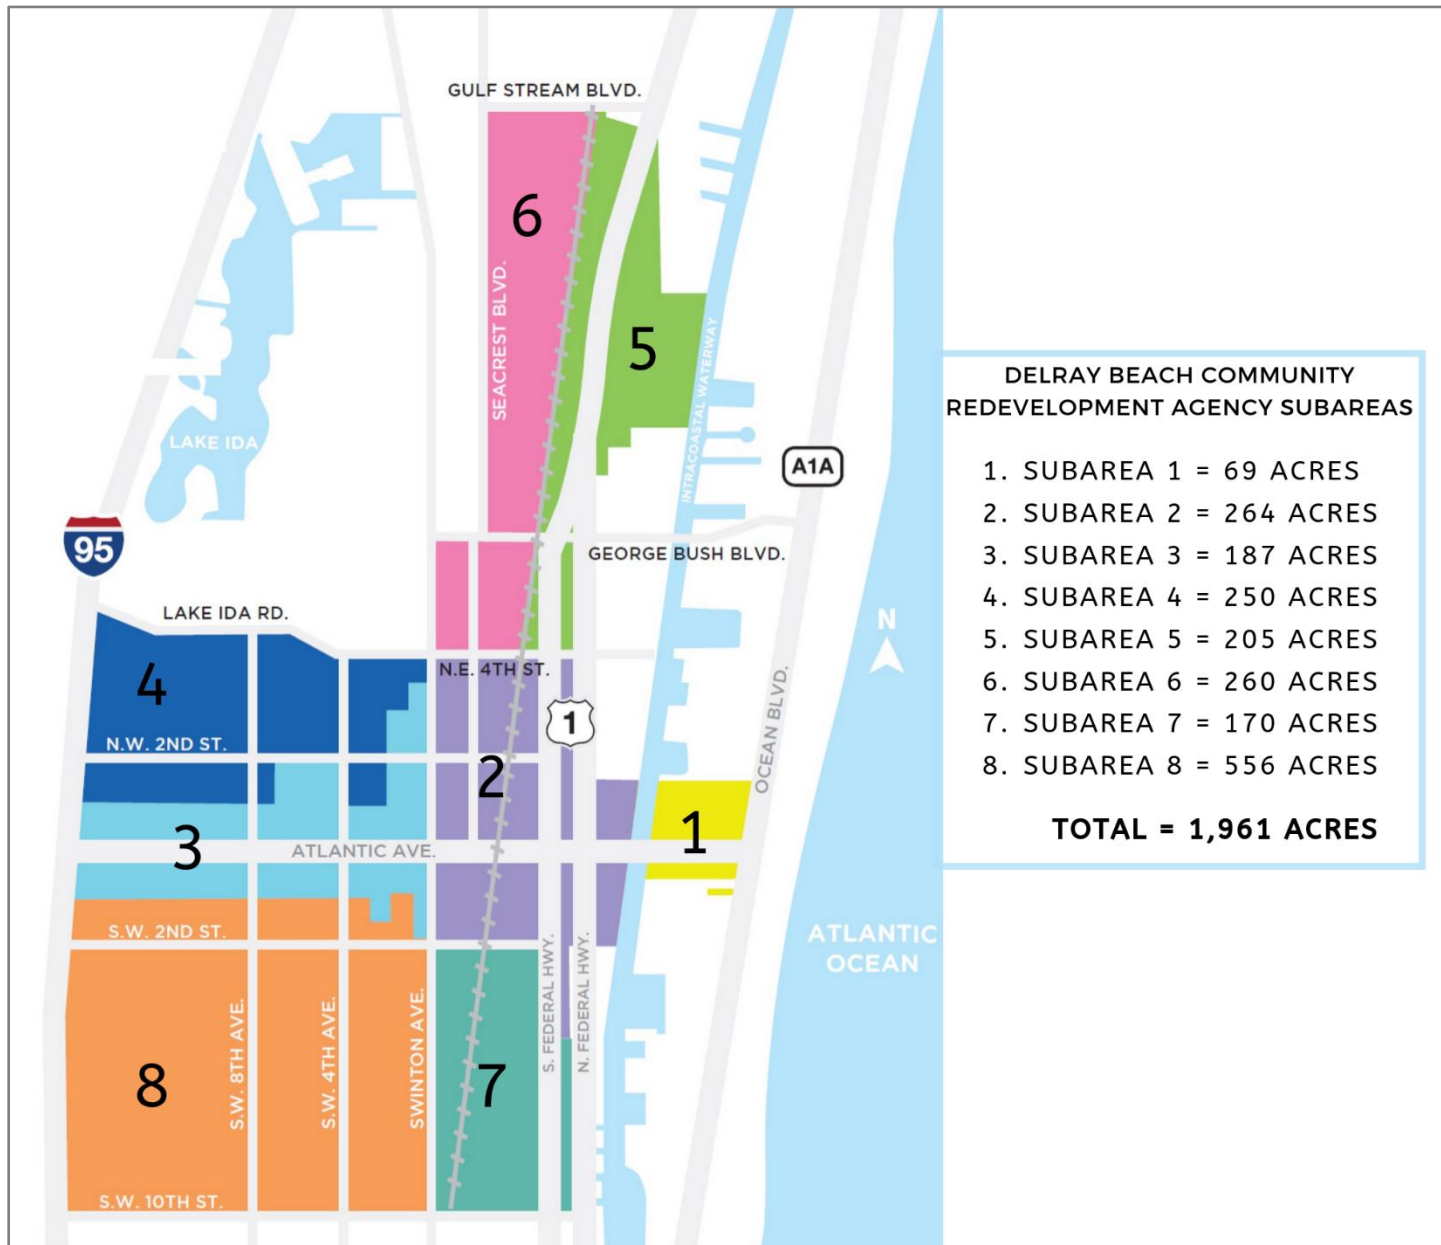 GULF STREAM BLVD.
6
SEACREST BLVD.
5
INTRACOASTAL WATERWAY
LAKE IDA
A1A
95
GEORGE BUSH BLVD.
LAKE IDA RD.
N
4
N.E. 4TH ST.
OCEAN BLVD.
1
N.W. 2ND ST.
2
3
ATLANTIC AVE.
1
S.W. 2ND ST.
ATLANTIC
OCEAN
S.W. 8TH AVE.
S.W. 4TH AVE.
SWINTON AVE.
S. FEDERAL HWY.
N. FEDERAL HWY.
8
7
S.W. 10TH ST.
DELRAY BEACH COMMUNITY
REDEVELOPMENT AGENCY SUBAREAS
1. SUBAREA 1 = 69 ACRES
2. SUBAREA 2 = 264 ACRES
3. SUBAREA 3 = 187 ACRES
4. SUBAREA 4 = 250 ACRES
5. SUBAREA 5 = 205 ACRES
6. SUBAREA 6 = 260 ACRES
7. SUBAREA 7 = 170 ACRES
8. SUBAREA 8 = 556 ACRES
TOTAL = 1,961 ACRES